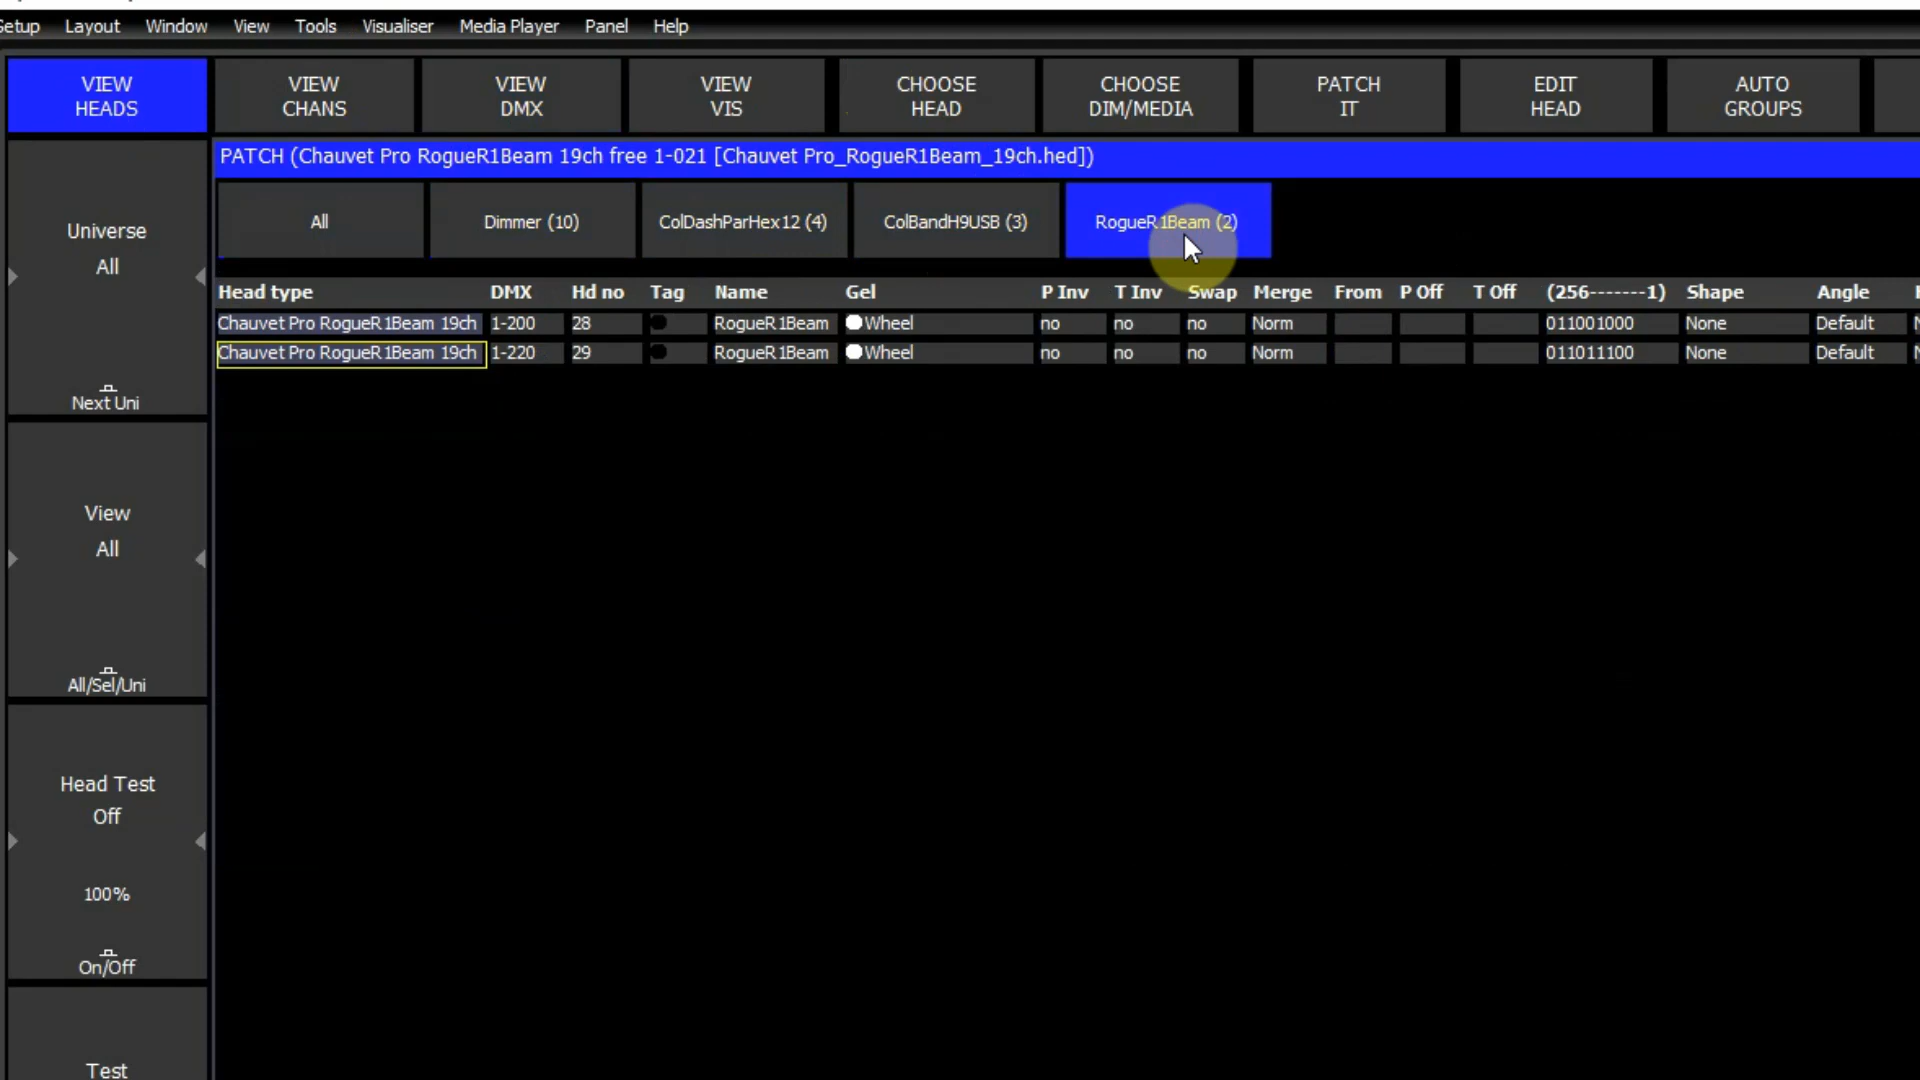 Setup Layout Window View Tools Visualiser Media Player Panel Help
VIEW HEADS
VIEW CHANS
VIEW DMX
VIEW VIS
CHOOSE HEAD
CHOOSE DIM/MEDIA
PATCH IT
EDIT HEAD
AUTO GROUPS
PATCH (Chauvet Pro RogueR1Beam 19ch free 1-021 [Chauvet Pro_RogueR1Beam_19ch.hed])
All
Dimmer (10)
ColDashParHex12 (4)
ColBandH9USB (3)
RogueR1Beam (2)
Head type DMX Hd no Tag Name Gel P Inv T Inv Swap Merge From P Off T Off (256-------1) Shape Angle
Chauvet Pro RogueR1Beam 19ch 1-200 28 RogueR1Beam Wheel no no no Norm 011001000 None Default
Chauvet Pro RogueR1Beam 19ch 1-220 29 RogueR1Beam Wheel no no no Norm 011011100 None Default
Universe
All
Next Uni
View
All
All/Sel/Uni
Head Test
Off
100%
On/Off
Test